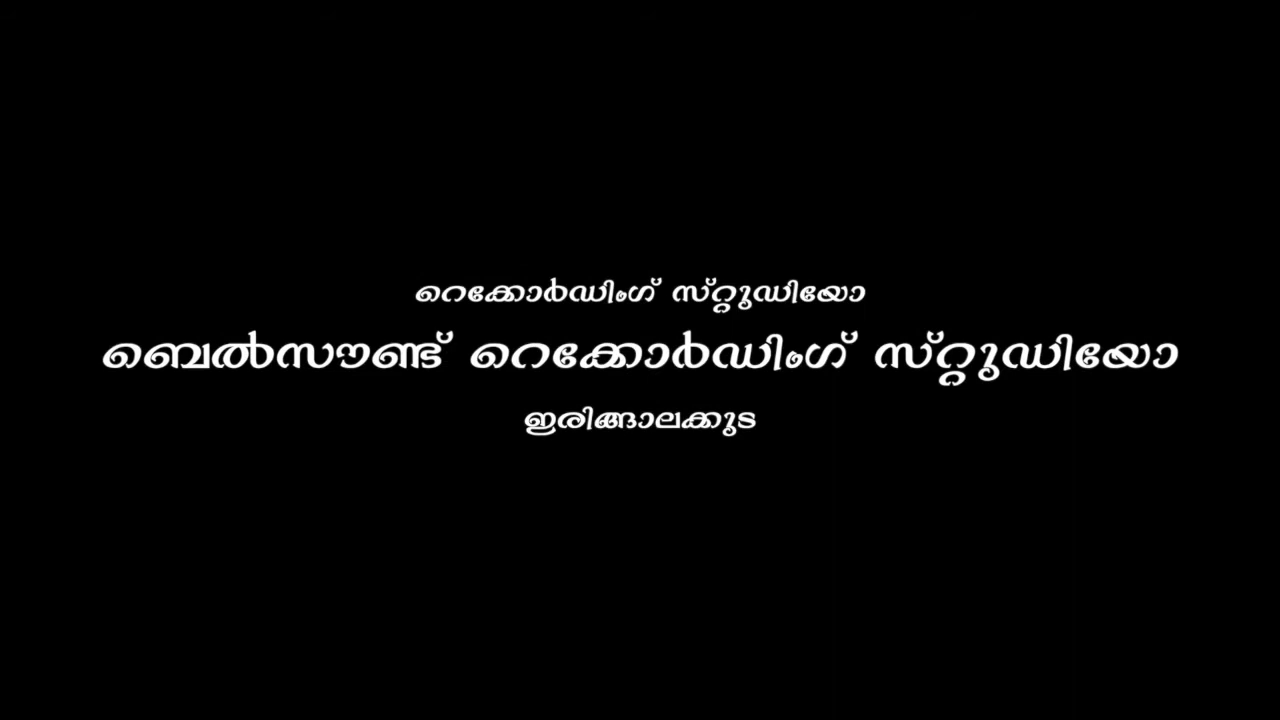 റെക്കോർഡിംഗ് സ്റ്റുഡിയോ
ബെൽസൗണ്ട് റെക്കോർഡിംഗ് സ്റ്റുഡിയോ
ഇരിങ്ങാലക്കുട